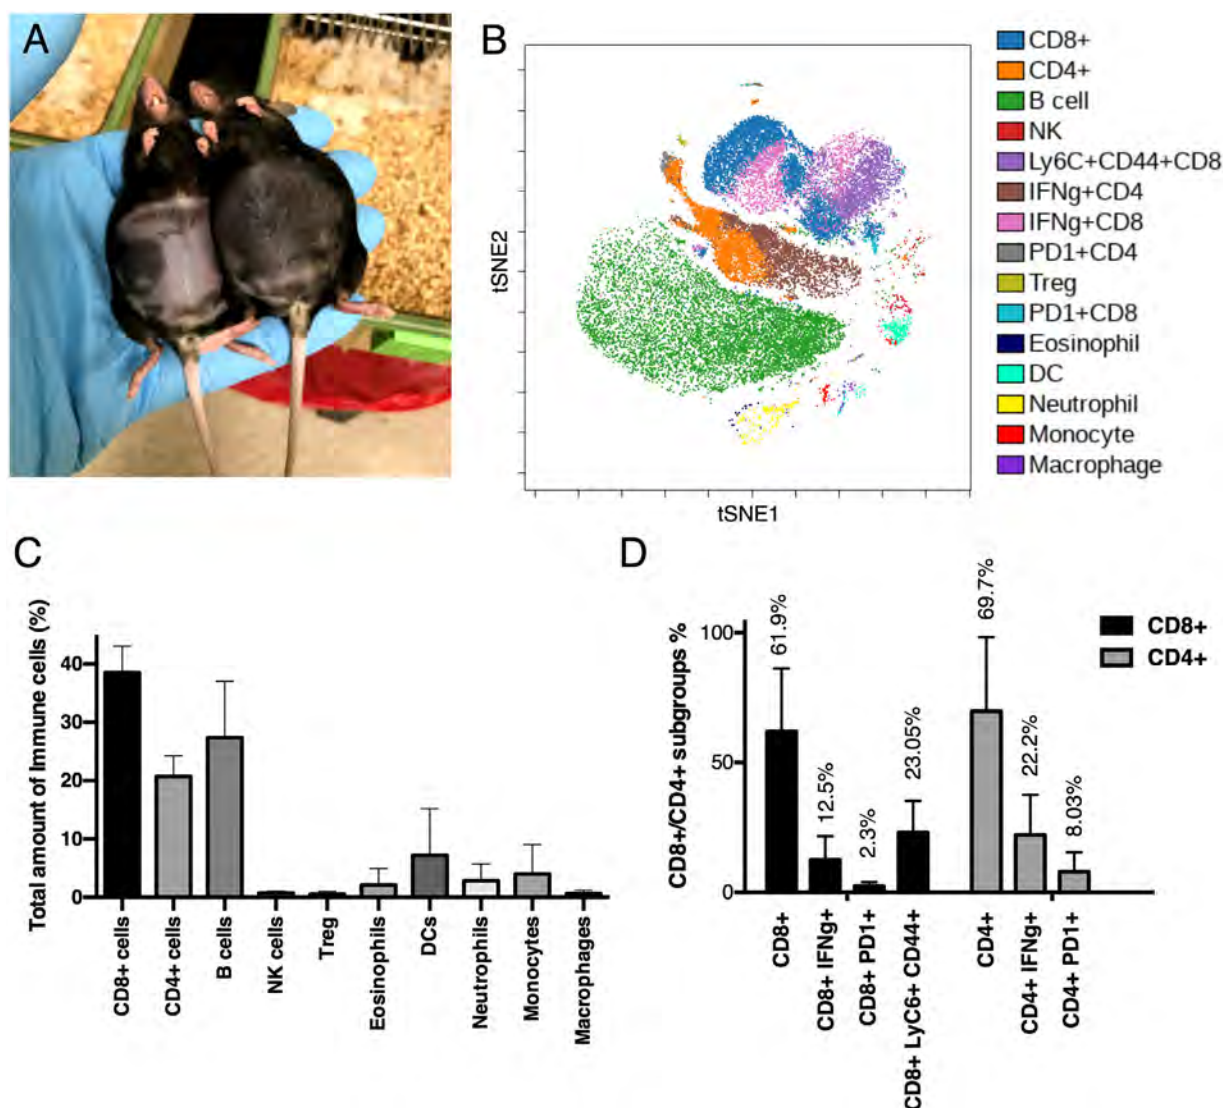 A
B
tSNE2
tSNE1
CD8+
CD4+
B cell
NK
Ly6C+CD44+CD8
IFNg+CD4
IFNg+CD8
PD1+CD4
Treg
PD1+CD8
Eosinophil
DC
Neutrophil
Monocyte
Macrophage
C
Total amount of Immune cells (%)
40
30
20
10
0
CD8+ cells
CD4+ cells
B cells
NK cells
Treg
Eosinophils
DCs
Neutrophils
Monocytes
Macrophages
D
CD8+/CD4+ subgroups %
100
50
0
61.9%
12.5%
2.3%
23.05%
69.7%
22.2%
8.03%
CD8+
CD8+ IFNg+
CD8+ PD1+
CD8+ LyC6+ CD44+
CD4+
CD4+ IFNg+
CD4+ PD1+
CD8+
CD4+